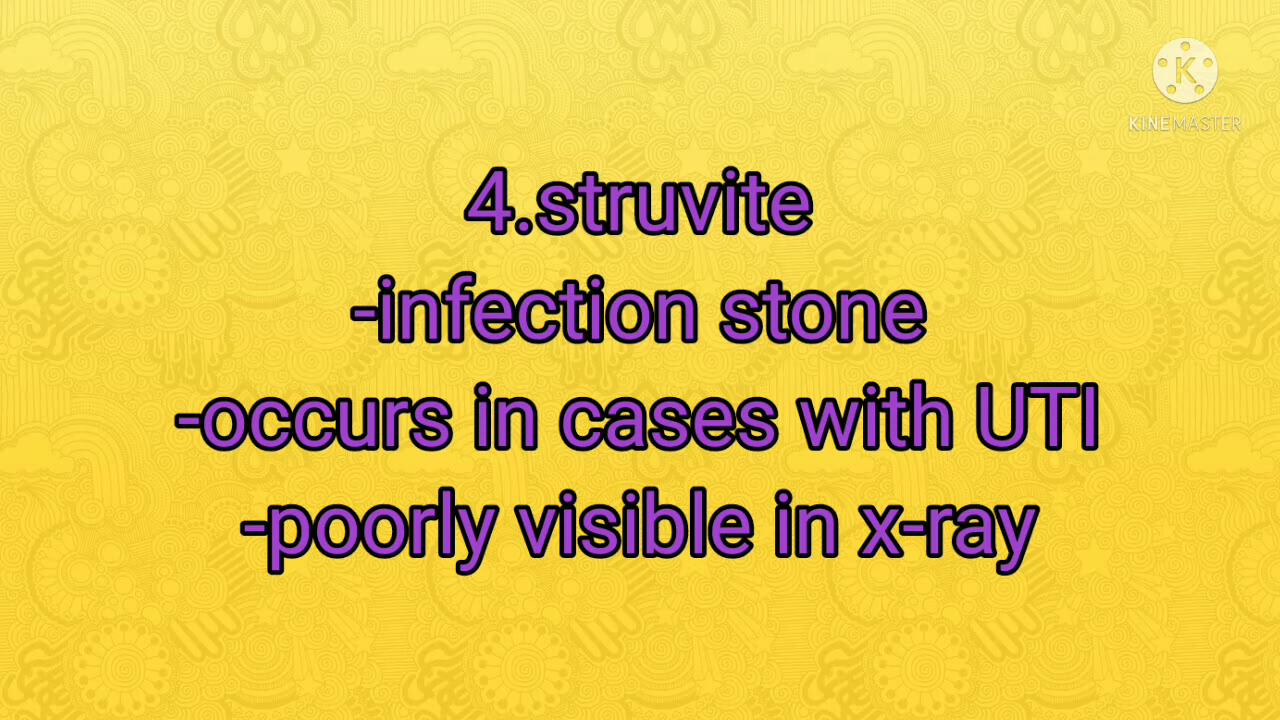 K
KINEMASTER
4.struvite
-infection stone
-occurs in cases with UTI
-poorly visible in x-ray